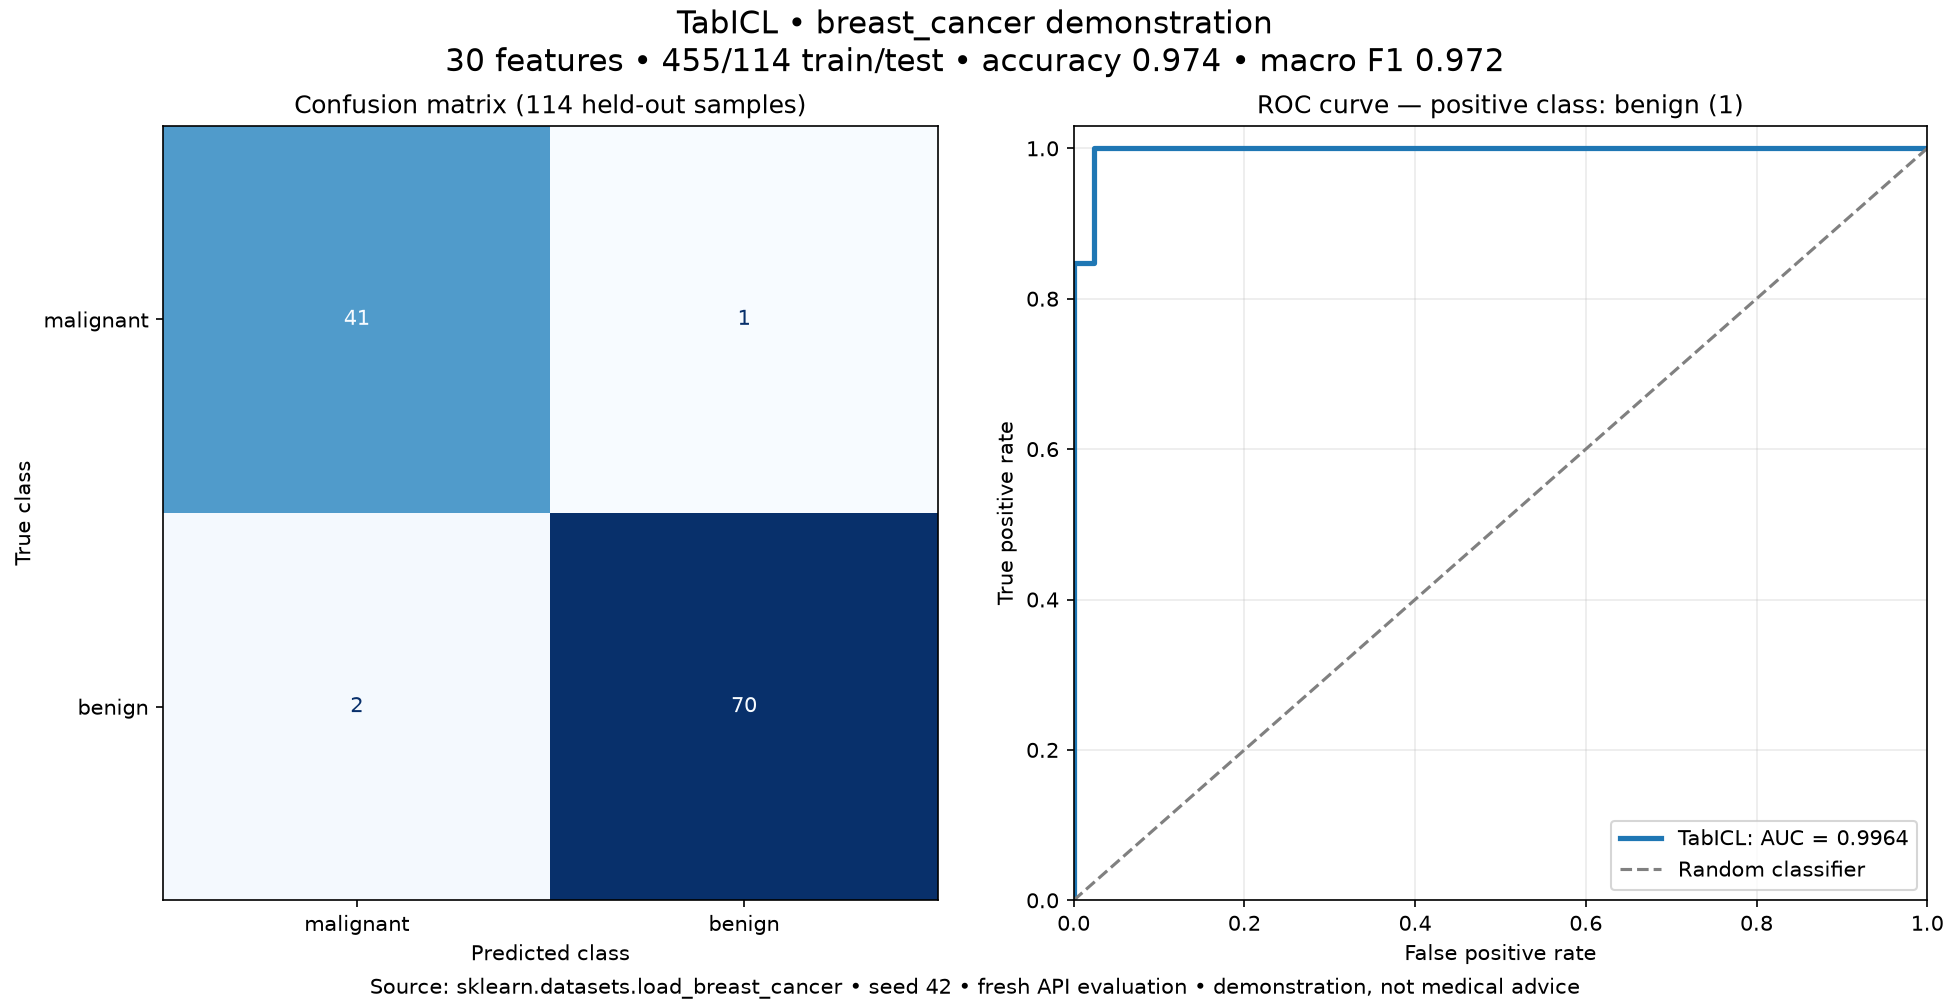 TabICL • breast_cancer demonstration
30 features • 455/114 train/test • accuracy 0.974 • macro F1 0.972
Confusion matrix (114 held-out samples)
True class
malignant
benign
41
1
2
70
malignant
benign
Predicted class
ROC curve — positive class: benign (1)
True positive rate
1.0
0.8
0.6
0.4
0.2
0.0
0.0
0.2
0.4
0.6
0.8
1.0
False positive rate
TabICL: AUC = 0.9964
Random classifier
Source: sklearn.datasets.load_breast_cancer • seed 42 • fresh API evaluation • demonstration, not medical advice